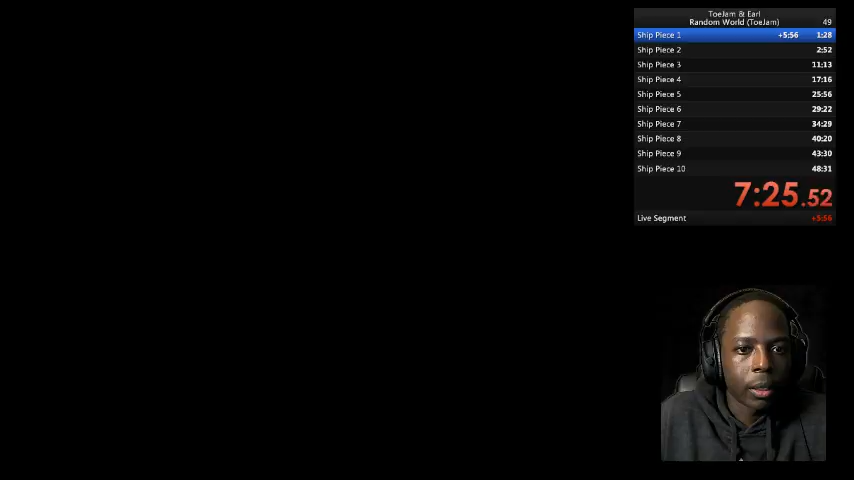 ToeJam & Earl
Random World (ToeJam) 49
Ship Piece 1 +5:56 1:28
Ship Piece 2 2:52
Ship Piece 3 11:13
Ship Piece 4 17:16
Ship Piece 5 25:56
Ship Piece 6 29:22
Ship Piece 7 34:29
Ship Piece 8 40:20
Ship Piece 9 43:30
Ship Piece 10 48:31
7:25.52
Live Segment +5:56